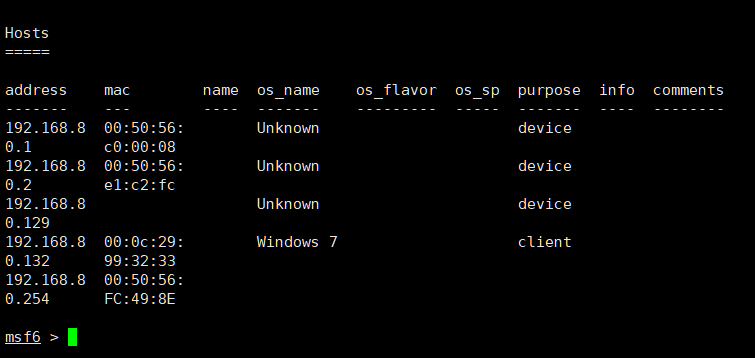 Hosts
=====
address     mac        name  os_name    os_flavor  os_sp  purpose  info  comments
-------     ---        ----  -------    ---------  -----  -------  ----  --------
192.168.8  00:50:56:        Unknown                       device
0.1        c0:00:08
192.168.8  00:50:56:        Unknown                       device
0.2        e1:c2:fc
192.168.8                   Unknown                       device
0.129
192.168.8  00:0c:29:        Windows 7                     client
0.132      99:32:33
192.168.8  00:50:56:
0.254      FC:49:8E
msf6 >